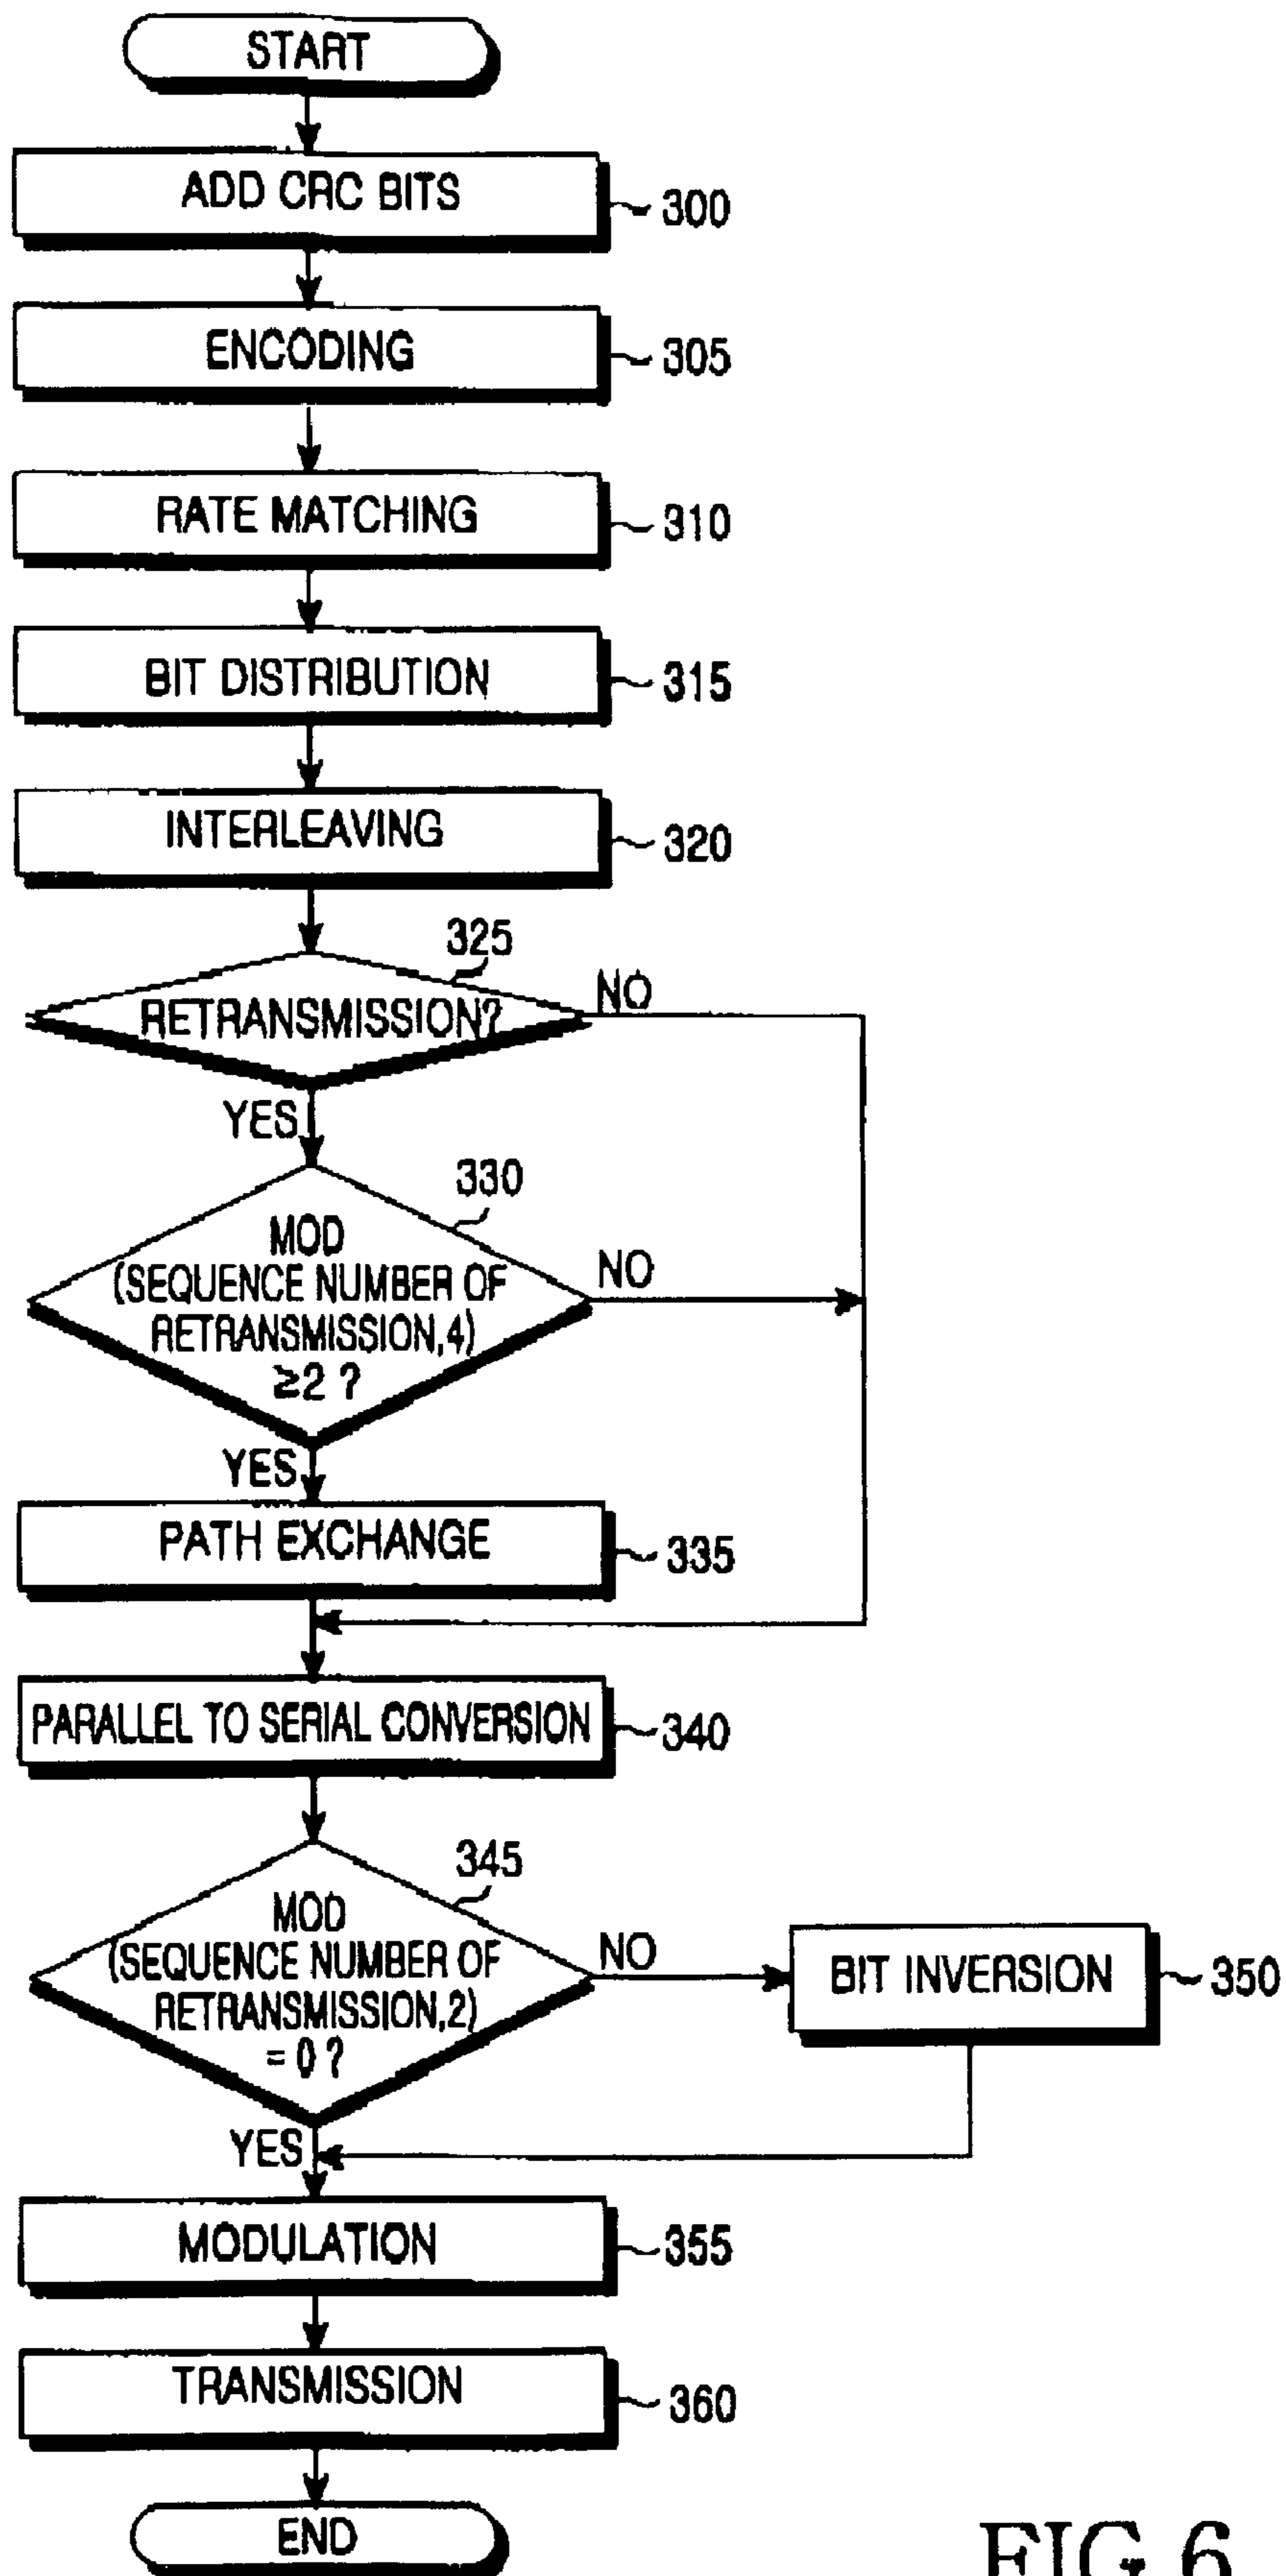 START
ADD CRC BITS
300
ENCODING
305
RATE MATCHING
310
BIT DISTRIBUTION
315
INTERLEAVING
320
325
RETRANSMISSION?
NO
YES
330
MOD
(SEQUENCE NUMBER OF
RETRANSMISSION,4)
≥2 ?
NO
YES
PATH EXCHANGE
335
PARALLEL TO SERIAL CONVERSION
340
345
MOD
(SEQUENCE NUMBER OF
RETRANSMISSION,2)
= 0 ?
NO
BIT INVERSION
350
YES
MODULATION
355
TRANSMISSION
360
END
FIG.6